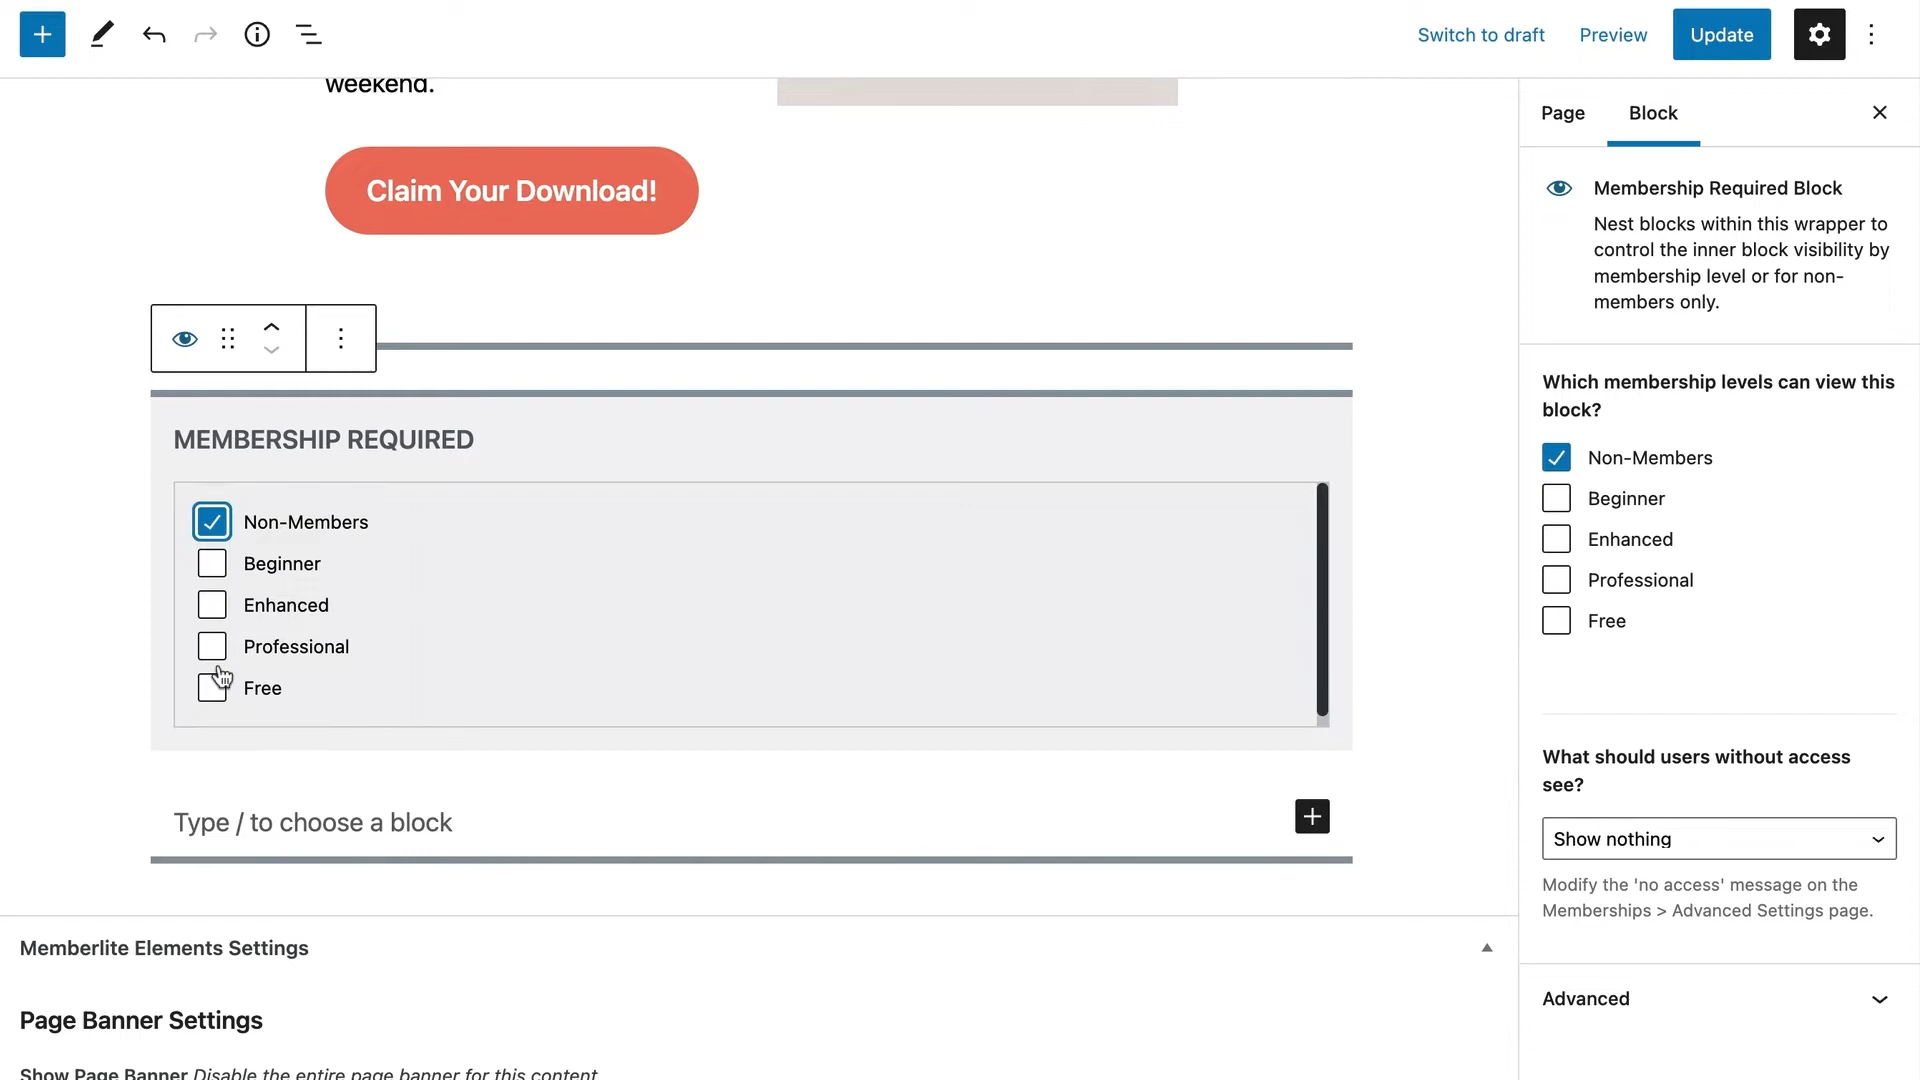 Switch to draft
Preview
Update
weekend.
Claim Your Download!
MEMBERSHIP REQUIRED
Non-Members
Beginner
Enhanced
Professional
Free
Type / to choose a block
Memberlite Elements Settings
Page Banner Settings
Show Page Banner Disable the entire page banner for this content.
Page
Block
Membership Required Block
Nest blocks within this wrapper to
control the inner block visibility by
membership level or for non-
members only.
Which membership levels can view this
block?
Non-Members
Beginner
Enhanced
Professional
Free
What should users without access
see?
Show nothing
Modify the 'no access' message on the
Memberships > Advanced Settings page.
Advanced